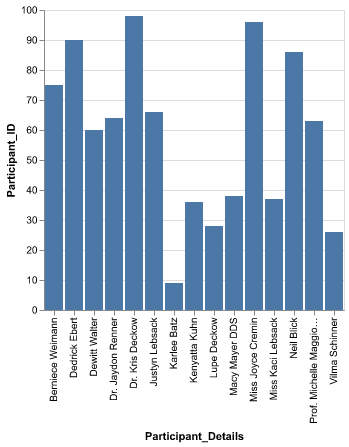 100
90
80
70
60
50
40
30
20
10
0
Participant_ID
Berniece Weimann
Dedrick Ebert
Dewitt Walter
Dr. Jaydon Renner
Dr. Kris Deckow
Justyn Lebsack
Karlee Batz
Kenyatta Kuhn
Lupe Deckow
Macy Mayer DDS
Miss Joyce Cremin
Miss Kaci Lebsack
Neil Blick
Prof. Michelle Maggio…
Vilma Schinner
Participant_Details